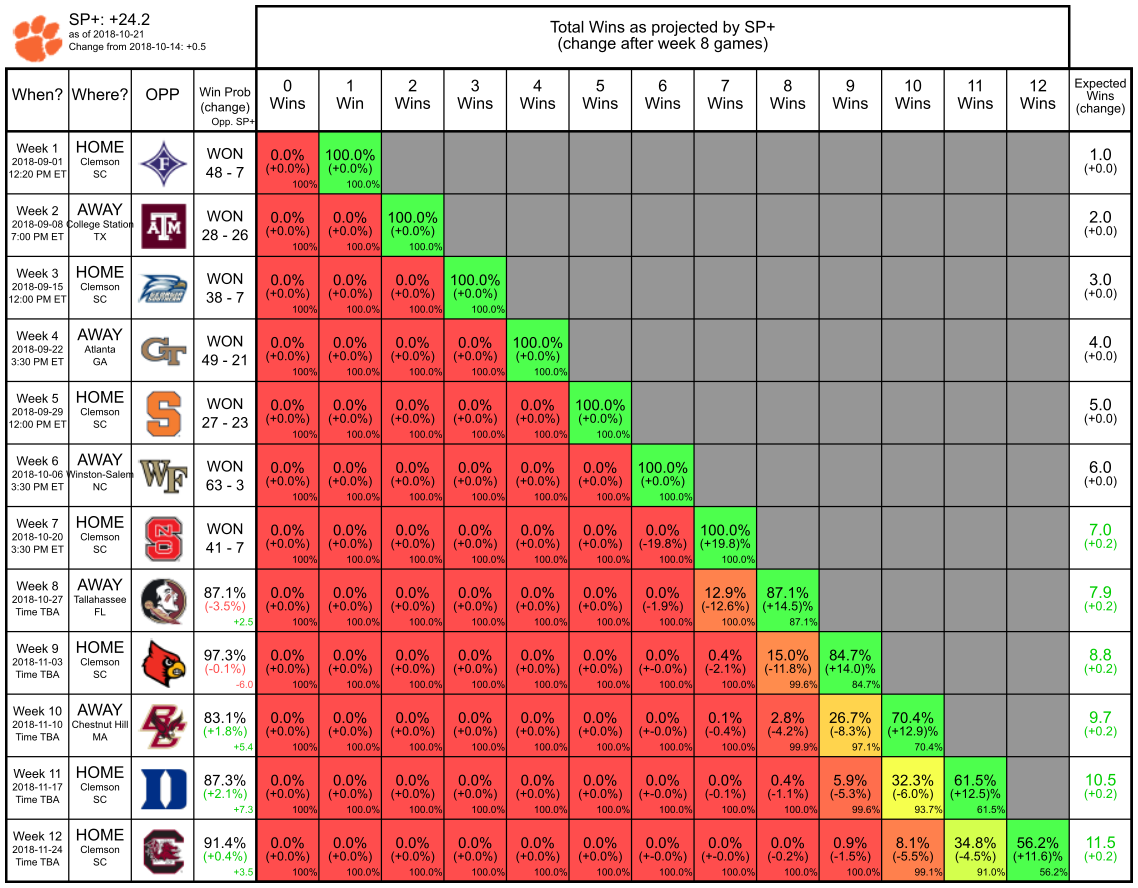 SP+: +24.2
as of 2018-10-21
Change from 2018-10-14: +0.5
Total Wins as projected by SP+
(change after week 8 games)
When? Where? OPP Win Prob 0 1 2 3 4 5 6 7 8 9 10 11 12 Expected
(change) Wins Win Wins Wins Wins Wins Wins Wins Wins Wins Wins Wins Wins Wins
Opp. SP+ (change)
Week 1 HOME WON 0.0% 100.0% 1.0
2018-09-01 Clemson F 48 - 7 (+0.0%) (+0.0%) (+0.0)
12:20 PM ET SC 100% 100.0%
Week 2 AWAY WON 0.0% 0.0% 100.0% 2.0
2018-09-08 College Station ATM 28 - 26 (+0.0%) (+0.0%) (+0.0%) (+0.0)
7:00 PM ET TX 100% 100.0% 100.0%
Week 3 HOME WON 0.0% 0.0% 0.0% 100.0% 3.0
2018-09-15 Clemson 38 - 7 (+0.0%) (+0.0%) (+0.0%) (+0.0%) (+0.0)
12:00 PM ET SC 100% 100.0% 100.0% 100.0%
Week 4 AWAY WON 0.0% 0.0% 0.0% 0.0% 100.0% 4.0
2018-09-22 Atlanta GT 49 - 21 (+0.0%) (+0.0%) (+0.0%) (+0.0%) (+0.0%) (+0.0)
3:30 PM ET GA 100% 100.0% 100.0% 100.0% 100.0%
Week 5 HOME WON 0.0% 0.0% 0.0% 0.0% 0.0% 100.0% 5.0
2018-09-29 Clemson S 27 - 23 (+0.0%) (+0.0%) (+0.0%) (+0.0%) (+0.0%) (+0.0%) (+0.0)
12:00 PM ET SC 100% 100.0% 100.0% 100.0% 100.0% 100.0%
Week 6 AWAY WON 0.0% 0.0% 0.0% 0.0% 0.0% 0.0% 100.0% 6.0
2018-10-06 Winston-Salem WF 63 - 3 (+0.0%) (+0.0%) (+0.0%) (+0.0%) (+0.0%) (+0.0%) (+0.0%) (+0.0)
3:30 PM ET NC 100% 100.0% 100.0% 100.0% 100.0% 100.0% 100.0%
Week 7 HOME WON 0.0% 0.0% 0.0% 0.0% 0.0% 0.0% 0.0% 100.0% 7.0
2018-10-20 Clemson NCS 41 - 7 (+0.0%) (+0.0%) (+0.0%) (+0.0%) (+0.0%) (+0.0%) (-19.8%) (+19.8)% (+0.2)
3:30 PM ET SC 100% 100.0% 100.0% 100.0% 100.0% 100.0% 100.0% 100.0%
Week 8 AWAY 87.1% 0.0% 0.0% 0.0% 0.0% 0.0% 0.0% 0.0% 12.9% 87.1% 7.9
2018-10-27 Tallahassee (-3.5%) (+0.0%) (+0.0%) (+0.0%) (+0.0%) (+0.0%) (+0.0%) (-1.9%) (-12.6%) (+14.5)% (+0.2)
Time TBA FL +2.5 100% 100.0% 100.0% 100.0% 100.0% 100.0% 100.0% 100.0% 87.1%
Week 9 HOME 97.3% 0.0% 0.0% 0.0% 0.0% 0.0% 0.0% 0.0% 0.4% 15.0% 84.7% 8.8
2018-11-03 Clemson (-0.1%) (+0.0%) (+0.0%) (+0.0%) (+0.0%) (+0.0%) (+0.0%) (+-0.0%) (-2.1%) (-11.8%) (+14.0)% (+0.2)
Time TBA SC -6.0 100% 100.0% 100.0% 100.0% 100.0% 100.0% 100.0% 100.0% 99.6% 84.7%
Week 10 AWAY 83.1% 0.0% 0.0% 0.0% 0.0% 0.0% 0.0% 0.0% 0.1% 2.8% 26.7% 70.4% 9.7
2018-11-10 Chestnut Hill BC (+1.8%) (+0.0%) (+0.0%) (+0.0%) (+0.0%) (+0.0%) (+0.0%) (+-0.0%) (-0.4%) (-4.2%) (-8.3%) (+12.9)% (+0.2)
Time TBA MA +5.4 100% 100.0% 100.0% 100.0% 100.0% 100.0% 100.0% 100.0% 99.9% 97.1% 70.4%
Week 11 HOME 87.3% 0.0% 0.0% 0.0% 0.0% 0.0% 0.0% 0.0% 0.0% 0.4% 5.9% 32.3% 61.5% 10.5
2018-11-17 Clemson D (+2.1%) (+0.0%) (+0.0%) (+0.0%) (+0.0%) (+0.0%) (+0.0%) (+-0.0%) (-0.1%) (-1.1%) (-5.3%) (-6.0%) (+12.5)% (+0.2)
Time TBA SC +7.3 100% 100.0% 100.0% 100.0% 100.0% 100.0% 100.0% 100.0% 100.0% 99.6% 93.7% 61.5%
Week 12 HOME 91.4% 0.0% 0.0% 0.0% 0.0% 0.0% 0.0% 0.0% 0.0% 0.0% 0.9% 8.1% 34.8% 56.2% 11.5
2018-11-24 Clemson C (+0.4%) (+0.0%) (+0.0%) (+0.0%) (+0.0%) (+0.0%) (+0.0%) (+-0.0%) (+-0.0%) (-0.2%) (-1.5%) (-5.5%) (-4.5%) (+11.6)% (+0.2)
Time TBA SC +3.5 100% 100.0% 100.0% 100.0% 100.0% 100.0% 100.0% 100.0% 100.0% 100.0% 99.1% 91.0% 56.2%